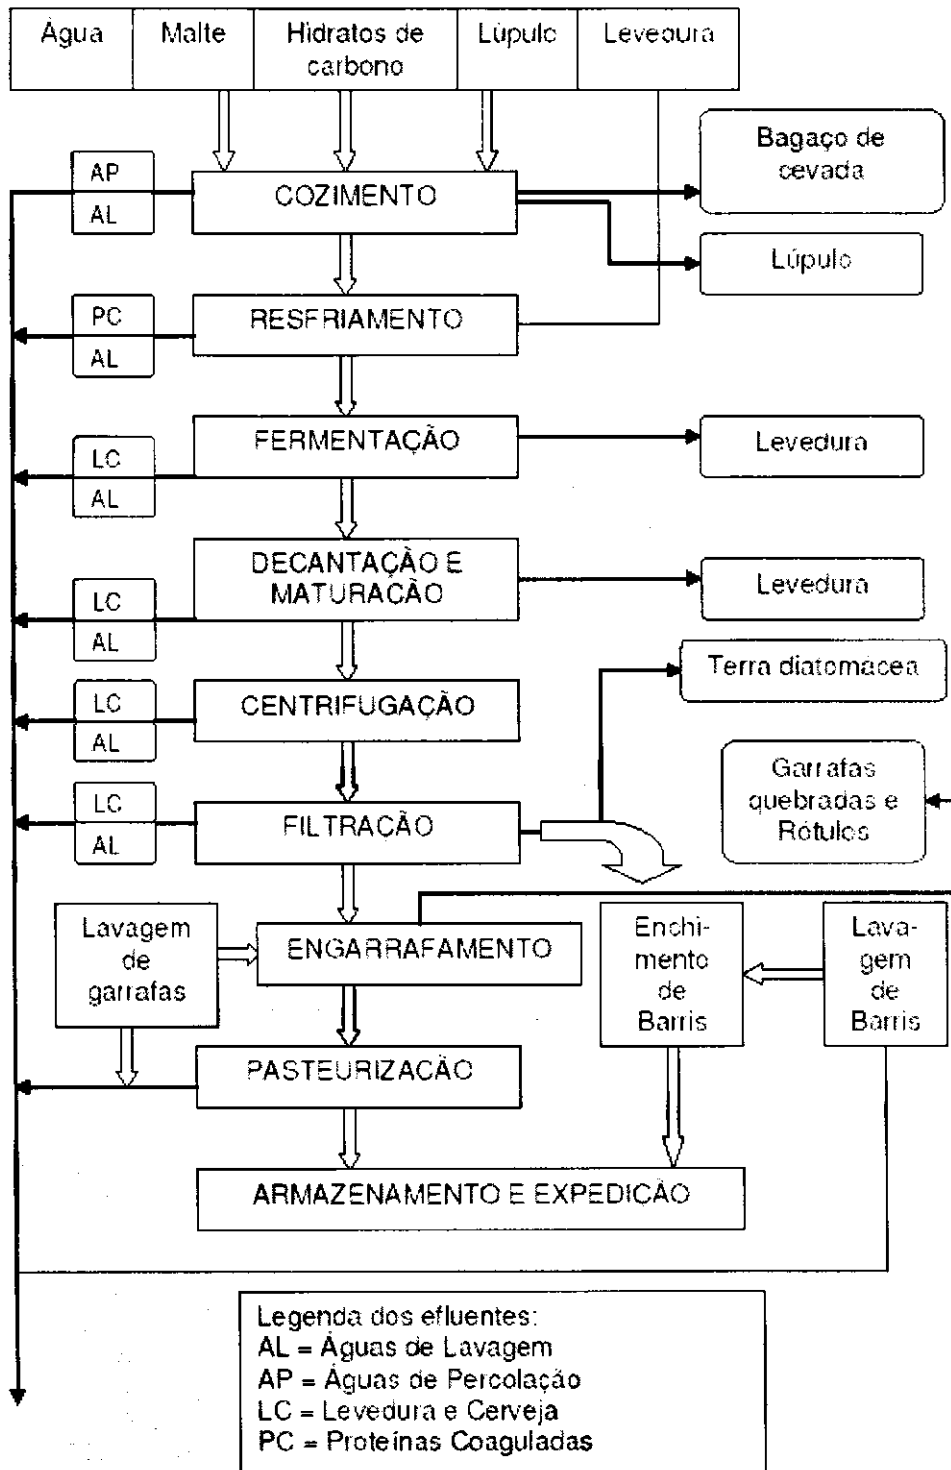 Água
Malte
Hidratos de
carbono
Lúpulo
Levedura
Bagaço de
cevada
AP
AL
COZIMENTO
Lúpulo
PC
AL
RESFRIAMENTO
FERMENTAÇÃO
Levedura
LC
AL
DECANTAÇÃO E
MATURAÇÃO
Levedura
LC
AL
Terra diatomácea
LC
AL
CENTRIFUGAÇÃO
Garrafas
quebradas e
Rótulos
LC
AL
FILTRAÇÃO
Lavagem
de
garrafas
ENGARRAFAMENTO
Enchi-
mento
de
Barris
Lava-
gem
de
Barris
PASTEURIZAÇÃO
ARMAZENAMENTO E EXPEDIÇÃO
Legenda dos efluentes:
AL = Águas de Lavagem
AP = Águas de Percolação
LC = Levedura e Cerveja
PC = Proteínas Coaguladas